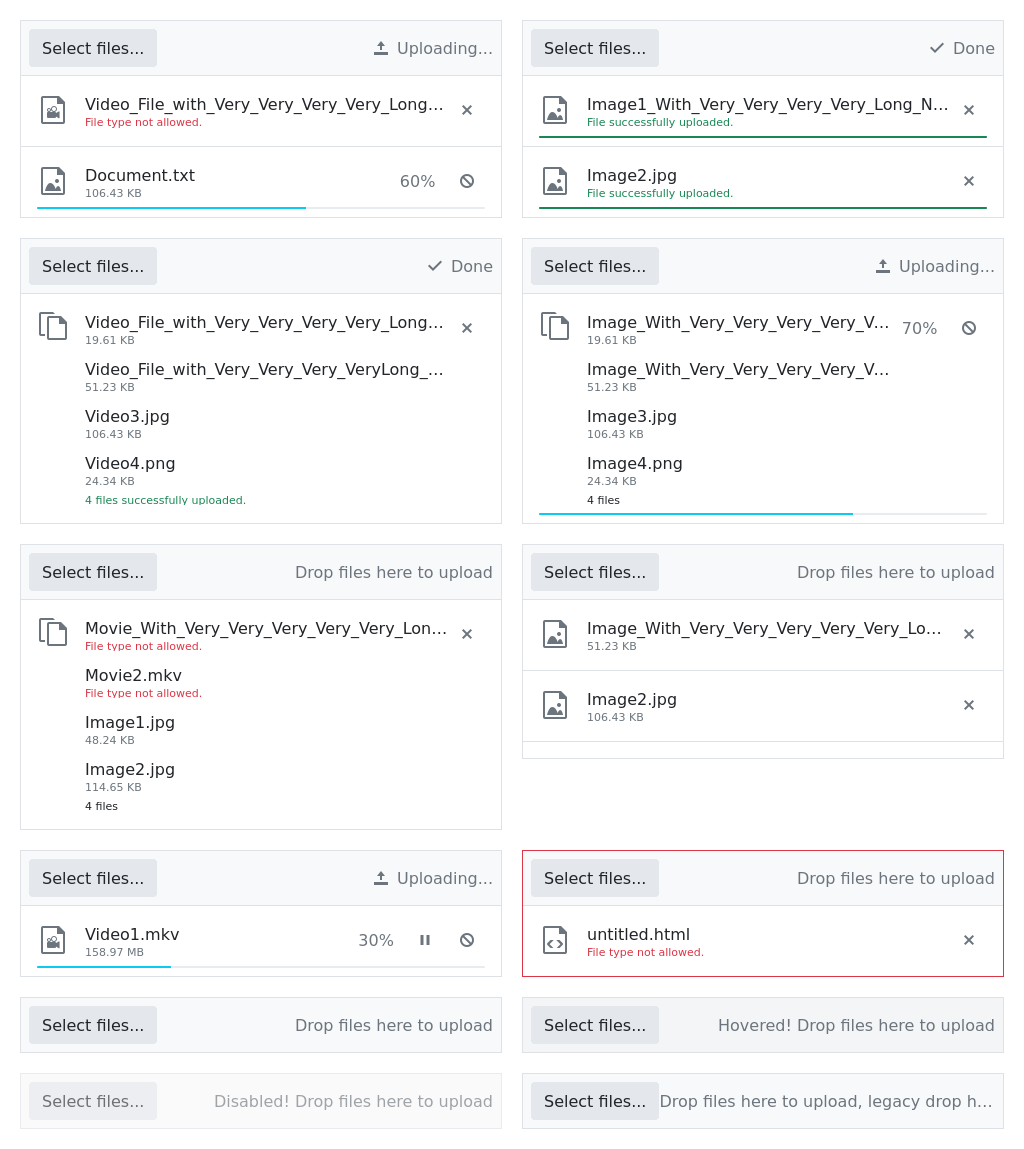 Select files...
Uploading...
Video_File_with_Very_Very_Very_Very_Long...
File type not allowed.
Document.txt
106.43 KB
60%
Select files...
Done
Image1_With_Very_Very_Very_Very_Long_N...
File successfully uploaded.
Image2.jpg
File successfully uploaded.
Select files...
Done
Video_File_with_Very_Very_Very_Very_Long...
19.61 KB
Video_File_with_Very_Very_Very_VeryLong_...
51.23 KB
Video3.jpg
106.43 KB
Video4.png
24.34 KB
4 files successfully uploaded.
Select files...
Uploading...
Image_With_Very_Very_Very_Very_V...
70%
19.61 KB
Image_With_Very_Very_Very_Very_V...
51.23 KB
Image3.jpg
106.43 KB
Image4.png
24.34 KB
4 files
Select files...
Drop files here to upload
Movie_With_Very_Very_Very_Very_Very_Lon...
File type not allowed.
Movie2.mkv
File type not allowed.
Image1.jpg
48.24 KB
Image2.jpg
114.65 KB
4 files
Select files...
Drop files here to upload
Image_With_Very_Very_Very_Very_Very_Lo...
51.23 KB
Image2.jpg
106.43 KB
Select files...
Uploading...
Video1.mkv
158.97 MB
30%
Select files...
Drop files here to upload
untitled.html
File type not allowed.
Select files...
Drop files here to upload
Select files...
Hovered! Drop files here to upload
Select files...
Disabled! Drop files here to upload
Select files...
Drop files here to upload, legacy drop h...